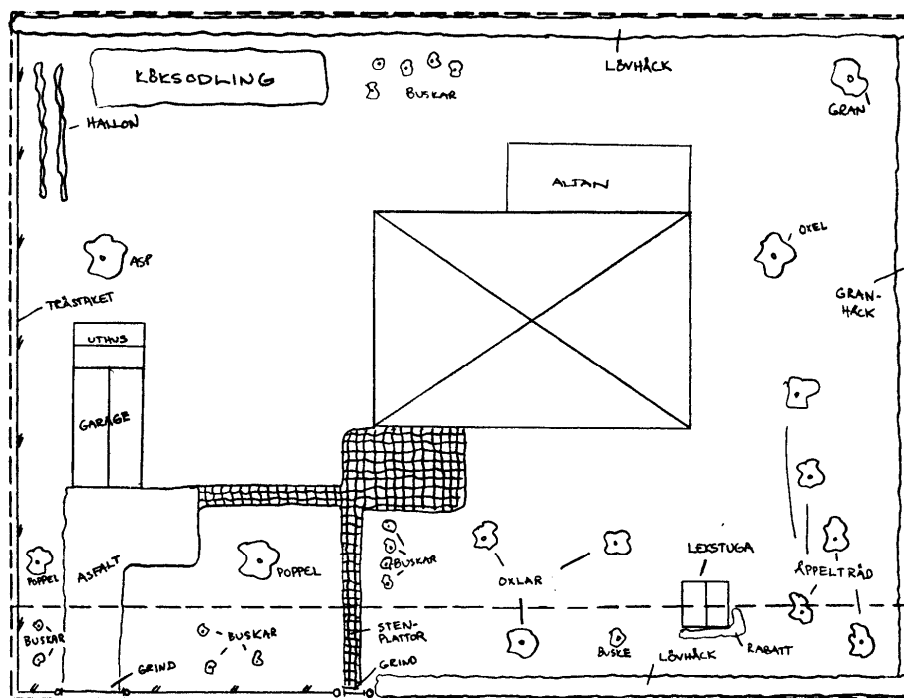 LÖVHÄCK
KÖKSODLING
BUSKAR
GRAN
HALLON
ALTAN
OXEL
ASP
GRAN-
HÄCK
TRÄSTAKET
UTHUS
GARAGE
ASFALT
POPPEL
POPPEL
BUSKAR
OXLAR
LEKSTUGA
ÄPPELTRÄD
BUSKAR
BUSKAR
STEN-
PLATTOR
BUSKE
RABATT
LÖVHÄCK
GRIND
GRIND